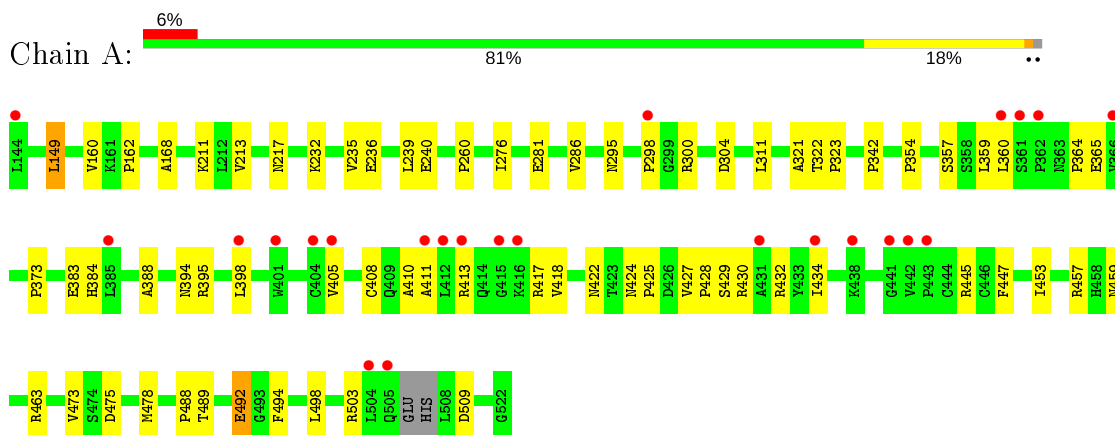 6%
Chain A:
81% 18% ••
L144 L149 V160 K161 P162 A168 K211 L212 V213 N217 K232 V235 E236 L239 E240 P260 I276 E281 V286 N295 P298 G299 R300 D304 L311 A321 T322 P323 P342 P354 S357 S358 L359 L360 S361 P362 N363 P364 E365 V366
P373 E383 H384 L385 A388 N394 R395 L398 W401 C404 V405 C408 Q409 A410 A411 L412 R413 Q414 G415 K416 R417 V418 N422 T423 N424 P425 D426 V427 P428 S429 R430 A431 R432 Y433 I434 K438 G441 V442 P443 C444 R445 C446 F447 I453 R457 H458 N459
R463 V473 S474 D475 M478 P488 T489 E492 G493 F494 L498 R503 L504 Q505 GLU HIS L508 D509 G522